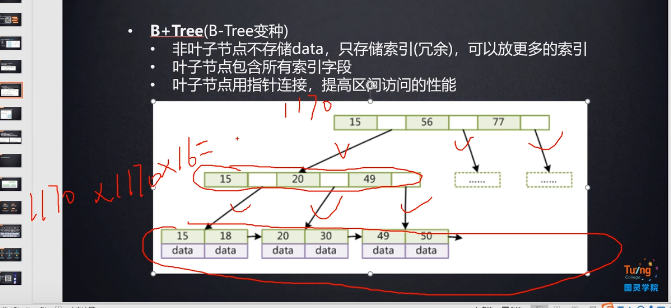 B+Tree(B-Tree变种)
非叶子节点不存储data，只存储索引(冗余)，可以放更多的索引
叶子节点包含所有索引字段
叶子节点用指针连接，提高区间访问的性能
1170
15 56 77
1170 x 1170 x 16 =
15 20 49
...... ......
15 18 20 30 49 50
data data data data data data
Tuling
College
图灵学院